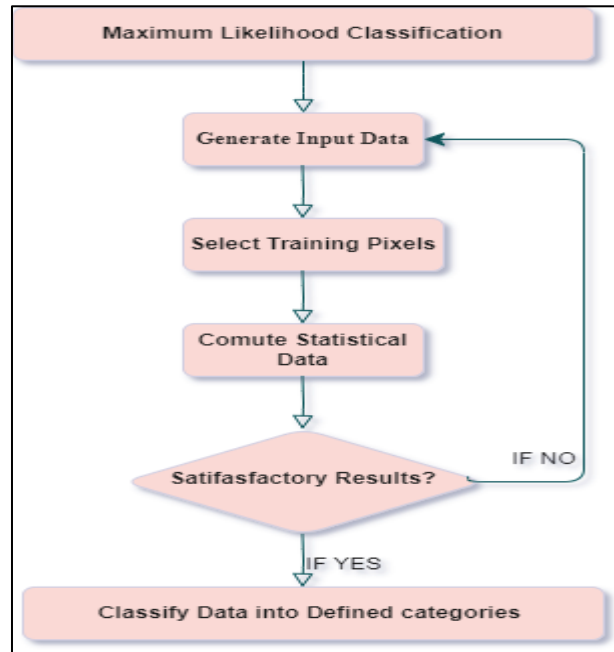 Maximum Likelihood Classification
Generate Input Data
Select Training Pixels
Comute Statistical
Data
Satifasfactory Results?
IF NO
IF YES
Classify Data into Defined categories